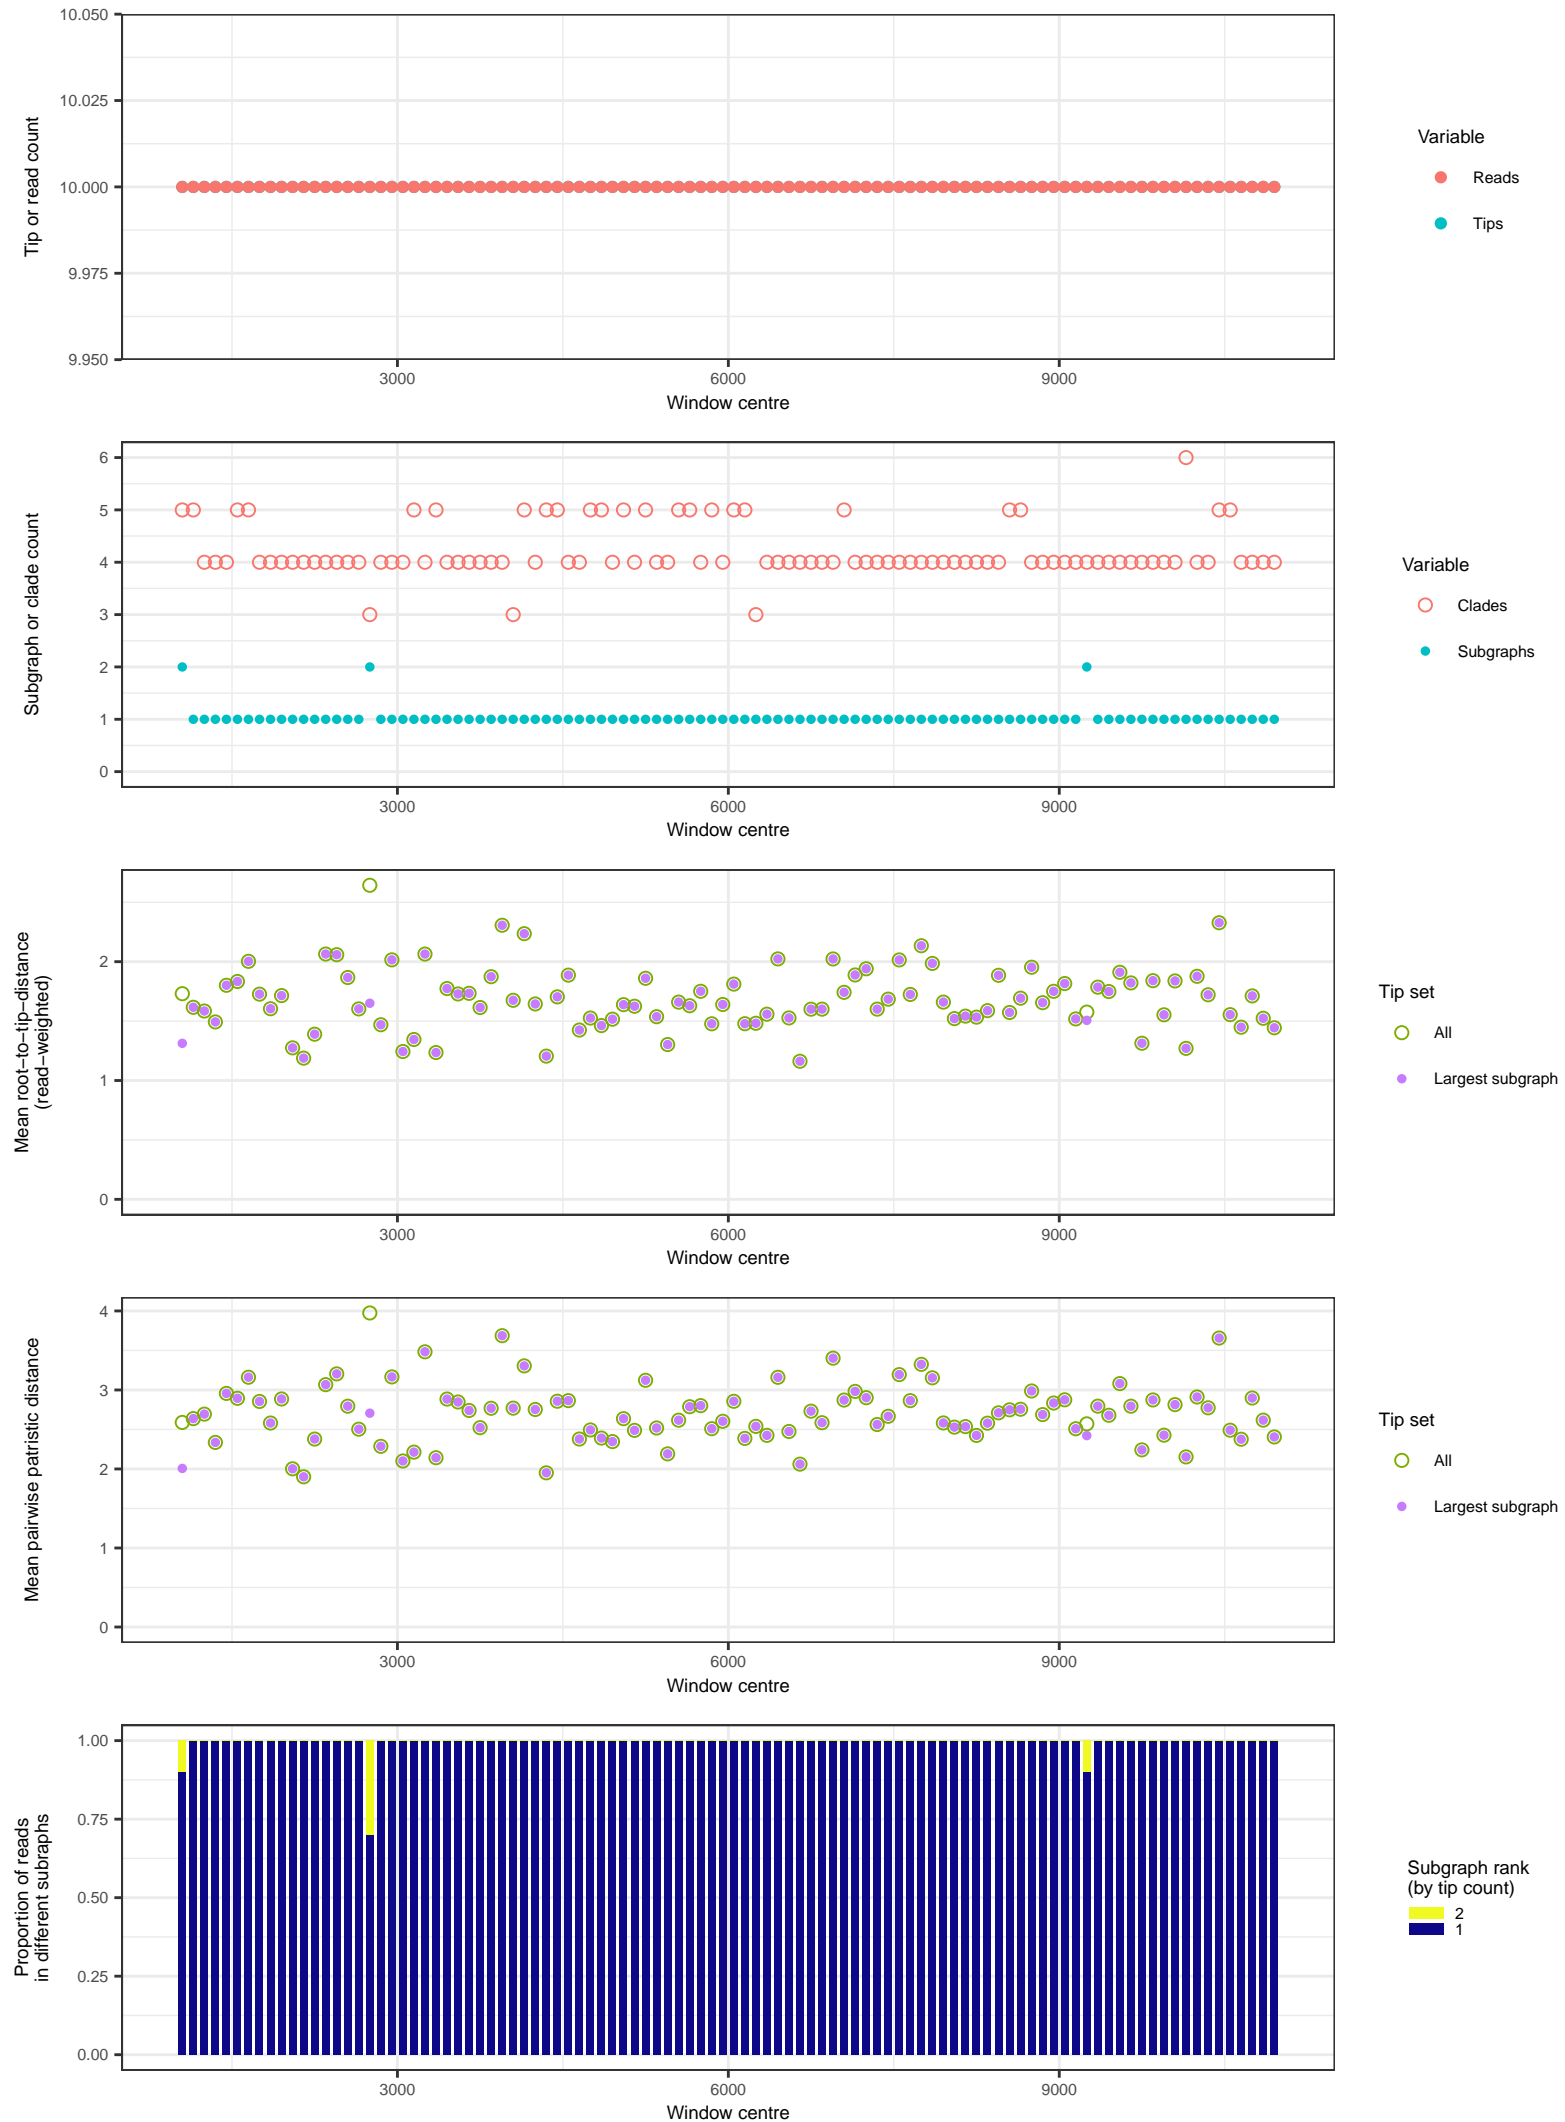 10.050
10.025
10.000
9.975
9.950
Tip or read count
3000 6000 9000
Window centre
Variable
Reads
Tips
6
5
4
3
2
1
0
Subgraph or clade count
3000 6000 9000
Window centre
Variable
Clades
Subgraphs
2
1
0
Mean root−to−tip−distance
(read−weighted)
3000 6000 9000
Window centre
Tip set
All
Largest subgraph
4
3
2
1
0
Mean pairwise patristic distance
3000 6000 9000
Window centre
Tip set
All
Largest subgraph
1.00
0.75
0.50
0.25
0.00
Proportion of reads
in different subraphs
3000 6000 9000
Window centre
Subgraph rank
(by tip count)
2
1